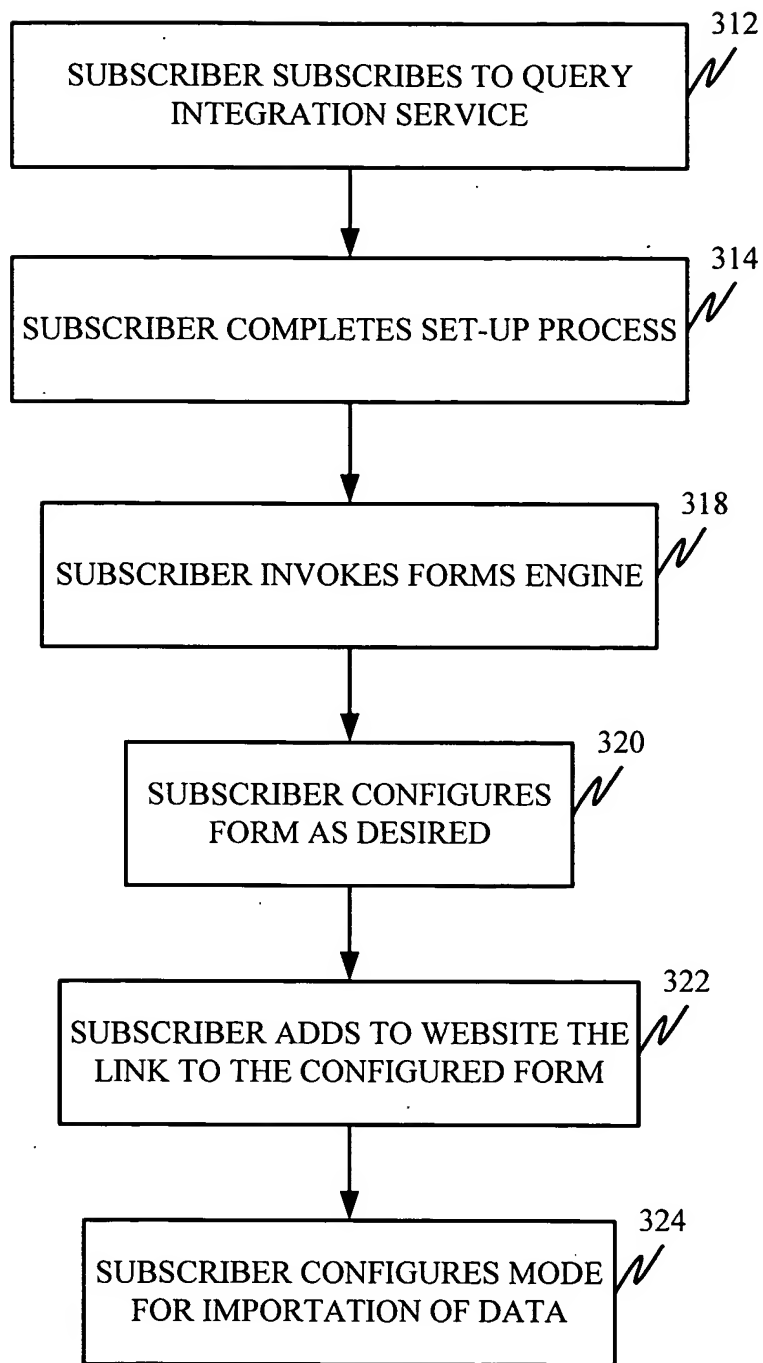 312
SUBSCRIBER SUBSCRIBES TO QUERY
INTEGRATION SERVICE
314
SUBSCRIBER COMPLETES SET-UP PROCESS
318
SUBSCRIBER INVOKES FORMS ENGINE
320
SUBSCRIBER CONFIGURES
FORM AS DESIRED
322
SUBSCRIBER ADDS TO WEBSITE THE
LINK TO THE CONFIGURED FORM
324
SUBSCRIBER CONFIGURES MODE
FOR IMPORTATION OF DATA